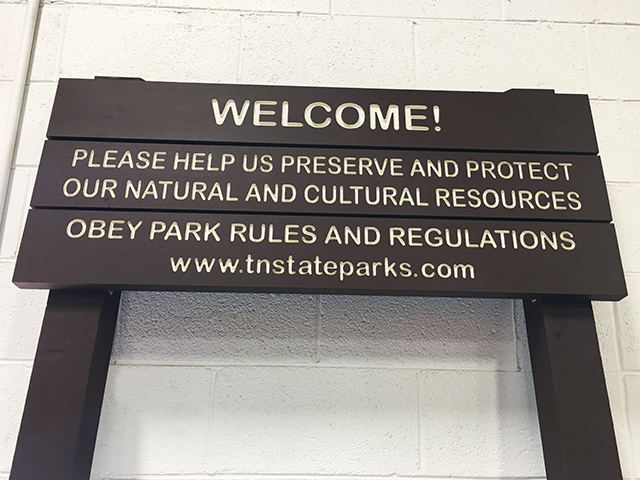 WELCOME!
PLEASE HELP US PRESERVE AND PROTECT
OUR NATURAL AND CULTURAL RESOURCES
OBEY PARK RULES AND REGULATIONS
www.tnstateparks.com